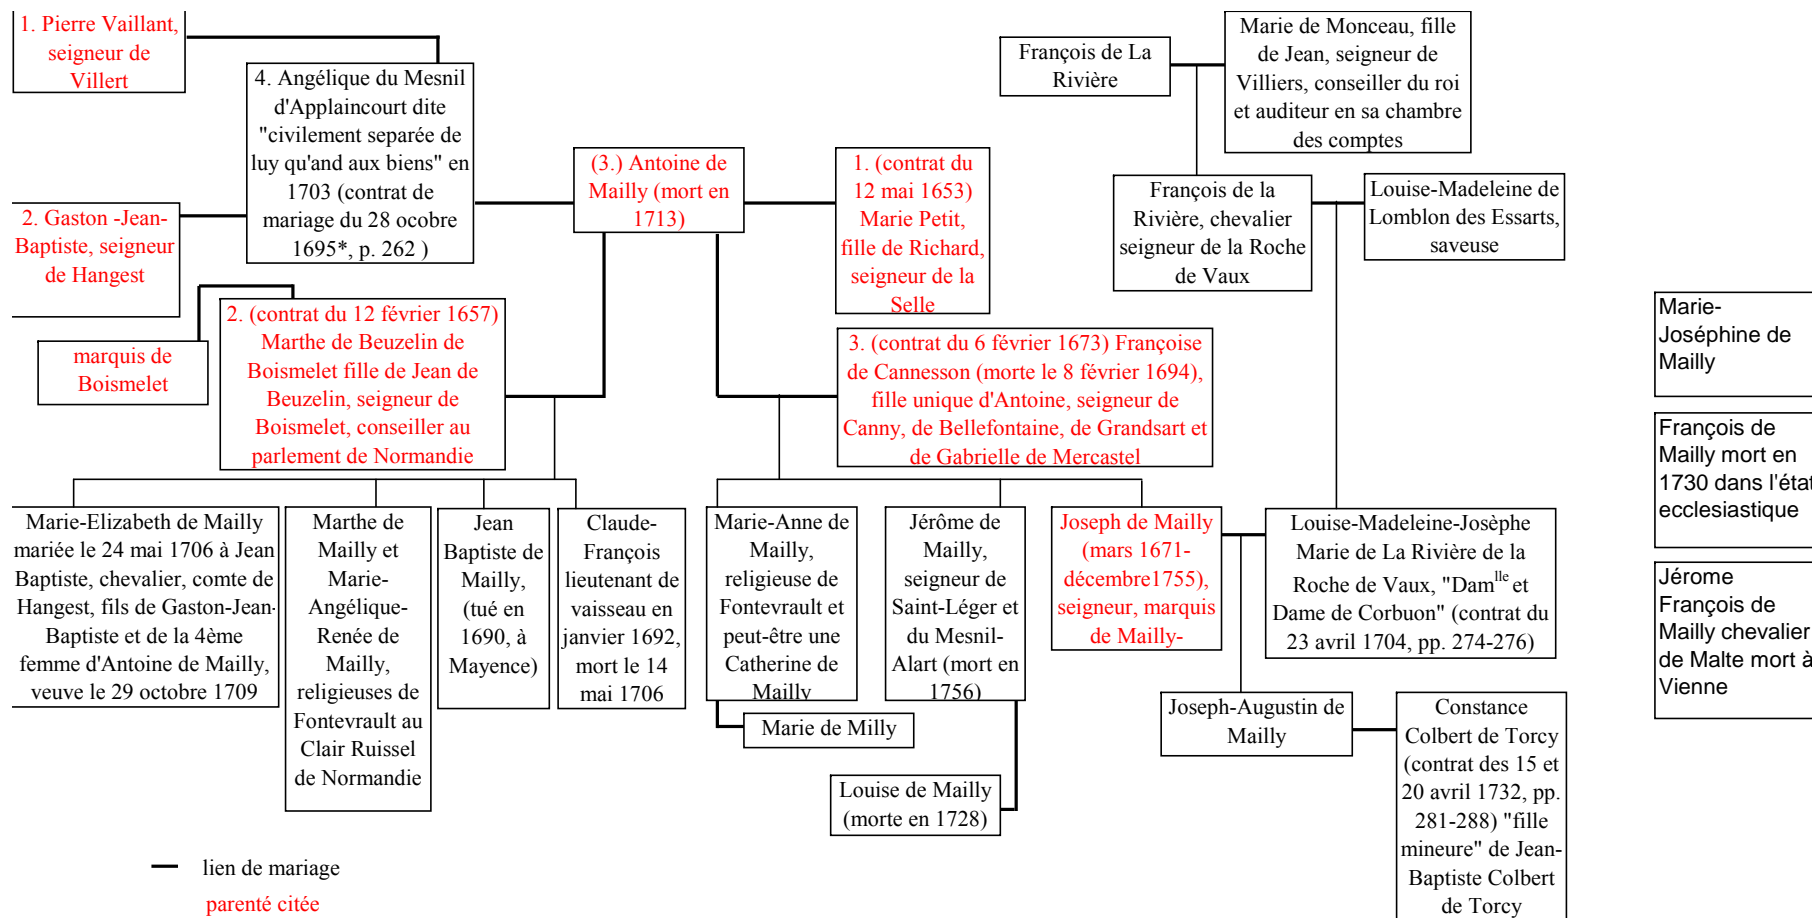 1. Pierre Vaillant,
seigneur de
Villert
4. Angélique du Mesnil
d'Applaincourt dite
"civilement separée de
luy qu'and aux biens" en
1703 (contrat de
mariage du 28 ocobre
1695*, p. 262 )
2. Gaston -Jean-
Baptiste, seigneur
de Hangest
(3.) Antoine de
Mailly (mort en
1713)
1. (contrat du
12 mai 1653)
Marie Petit,
fille de Richard,
seigneur de la
Selle
François de La
Rivière
Marie de Monceau, fille
de Jean, seigneur de
Villiers, conseiller du roi
et auditeur en sa chambre
des comptes
François de la
Rivière, chevalier
seigneur de la Roche
de Vaux
Louise-Madeleine de
Lomblon des Essarts,
saveuse
marquis de
Boismelet
2. (contrat du 12 février 1657)
Marthe de Beuzelin de
Boismelet fille de Jean de
Beuzelin, seigneur de
Boismelet, conseiller au
parlement de Normandie
3. (contrat du 6 février 1673) Françoise
de Cannesson (morte le 8 février 1694),
fille unique d'Antoine, seigneur de
Canny, de Bellefontaine, de Grandsart et
de Gabrielle de Mercastel
Marie-
Joséphine de
Mailly
François de
Mailly mort en
1730 dans l'état
ecclesiastique
Jérome
François de
Mailly chevalier
de Malte mort à
Vienne
Marie-Elizabeth de Mailly
mariée le 24 mai 1706 à Jean
Baptiste, chevalier, comte de
Hangest, fils de Gaston-Jean-
Baptiste et de la 4ème
femme d'Antoine de Mailly,
veuve le 29 octobre 1709
Marthe de
Mailly et
Marie-
Angélique-
Renée de
Mailly,
religieuses de
Fontevrault au
Clair Ruissel
de Normandie
Jean
Baptiste de
Mailly,
(tué en
1690, à
Mayence)
Claude-
François
lieutenant de
vaisseau en
janvier 1692,
mort le 14
mai 1706
Marie-Anne de
Mailly,
religieuse de
Fontevrault et
peut-être une
Catherine de
Mailly
Jérôme de
Mailly,
seigneur de
Saint-Léger et
du Mesnil-
Alart (mort en
1756)
Joseph de Mailly
(mars 1671-
décembre1755),
seigneur, marquis
de Mailly-
Louise-Madeleine-Josèphe
Marie de La Rivière de la
Roche de Vaux, "Dam<sup>lle</sup> et
Dame de Corbuon" (contrat du
23 avril 1704, pp. 274-276)
Marie de Milly
Louise de Mailly
(morte en 1728)
Joseph-Augustin de
Mailly
Constance
Colbert de Torcy
(contrat des 15 et
20 avril 1732, pp.
281-288) "fille
mineure" de Jean-
Baptiste Colbert
de Torcy
lien de mariage
parenté citée